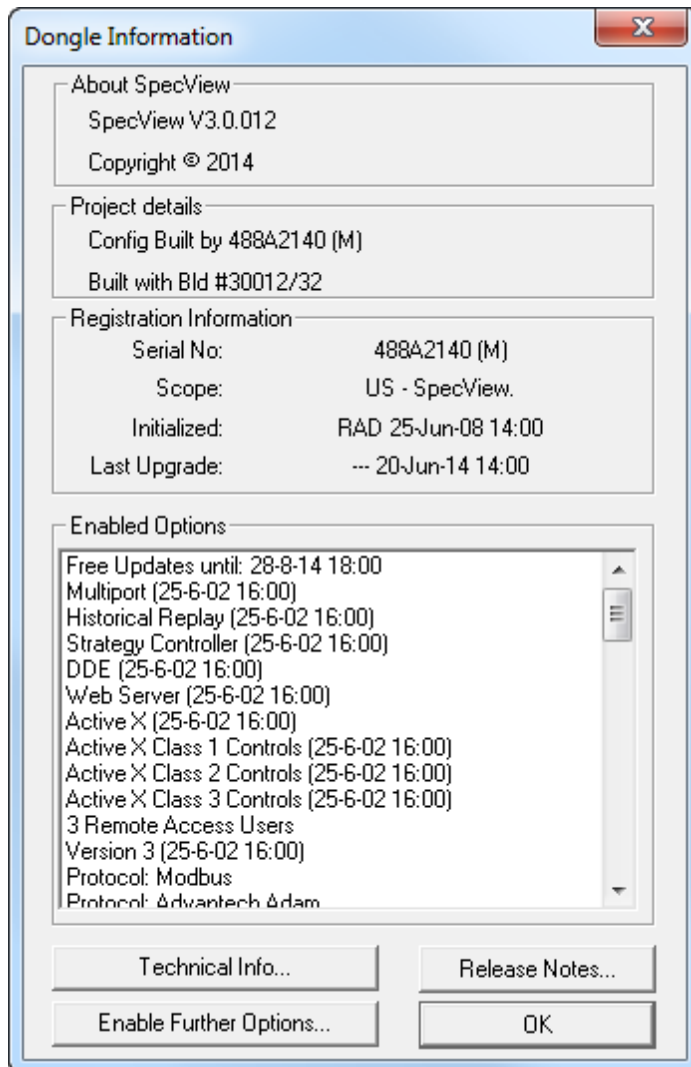 Dongle Information
About SpecView
SpecView V3.0.012
Copyright © 2014
Project details
Config Built by 488A2140 (M)
Built with Bld #30012/32
Registration Information
Serial No: 488A2140 (M)
Scope: US - SpecView.
Initialized: RAD 25-Jun-08 14:00
Last Upgrade: --- 20-Jun-14 14:00
Enabled Options
Free Updates until: 28-8-14 18:00
Multiport (25-6-02 16:00)
Historical Replay (25-6-02 16:00)
Strategy Controller (25-6-02 16:00)
DDE (25-6-02 16:00)
Web Server (25-6-02 16:00)
Active X (25-6-02 16:00)
Active X Class 1 Controls (25-6-02 16:00)
Active X Class 2 Controls (25-6-02 16:00)
Active X Class 3 Controls (25-6-02 16:00)
3 Remote Access Users
Version 3 (25-6-02 16:00)
Protocol: Modbus
Protocol: Advantech Adam
Technical Info... Release Notes...
Enable Further Options... OK